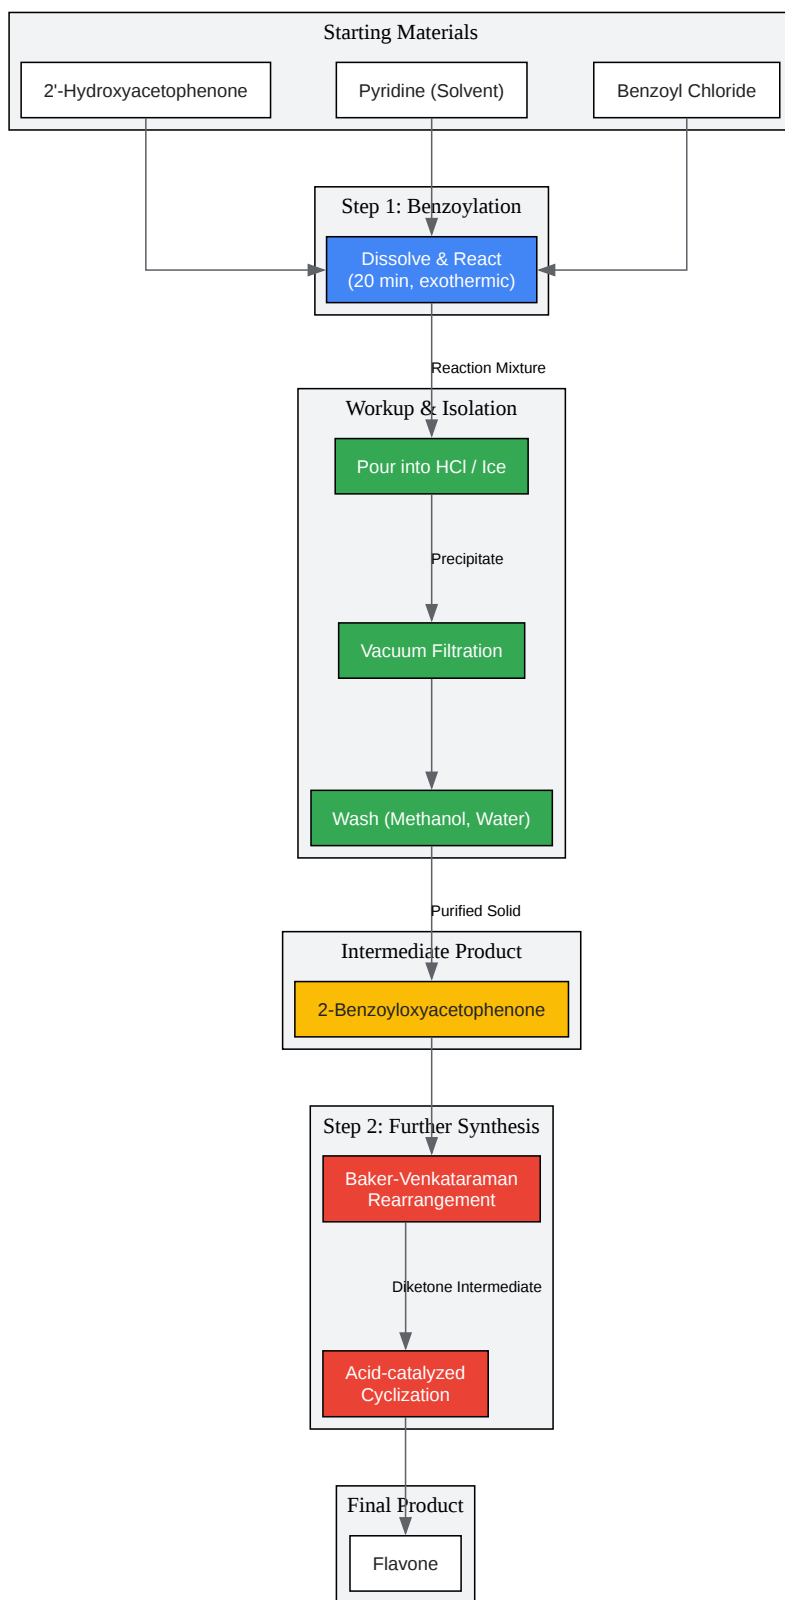 Starting Materials
2'-Hydroxyacetophenone
Pyridine (Solvent)
Benzoyl Chloride
Step 1: Benzoylation
Dissolve & React
(20 min, exothermic)
Reaction Mixture
Workup & Isolation
Pour into HCl / Ice
Precipitate
Vacuum Filtration
Wash (Methanol, Water)
Purified Solid
Intermediate Product
2-Benzoyloxyacetophenone
Step 2: Further Synthesis
Baker-Venkataraman
Rearrangement
Diketone Intermediate
Acid-catalyzed
Cyclization
Final Product
Flavone